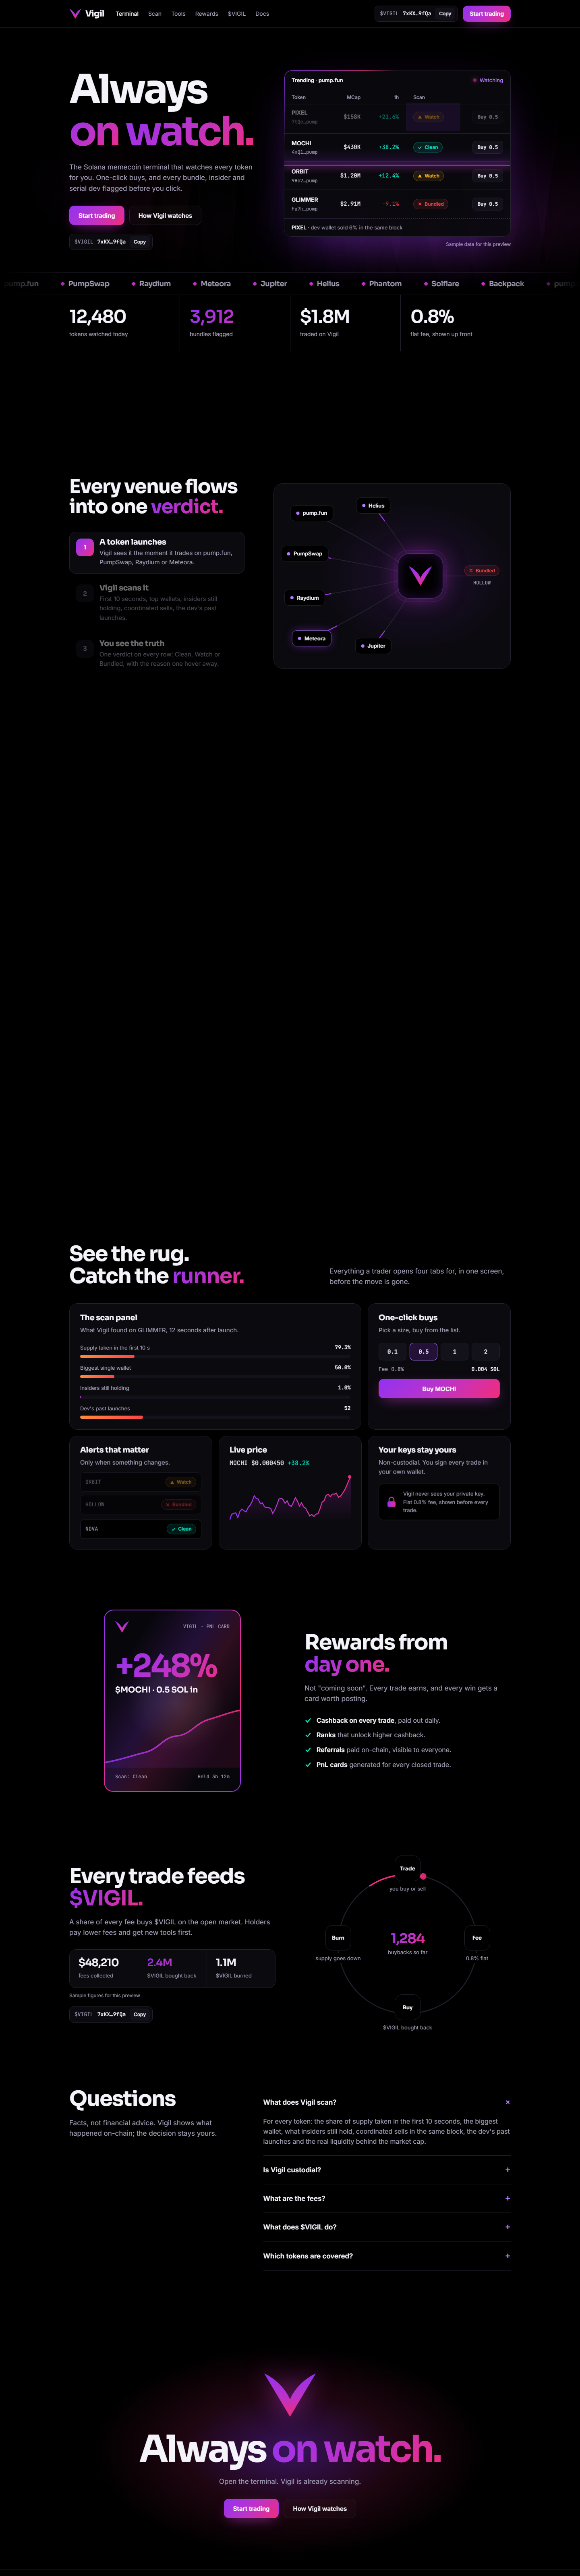 Vigil
Terminal
Scan
Tools
Rewards
$VIGIL
Docs
$VIGIL 7xKX…9fQa Copy
Start trading
Always
on watch.
The Solana memecoin terminal that watches every token
for you. One-click buys, and every bundle, insider and
serial dev flagged before you click.
Start trading
How Vigil watches
$VIGIL 7xKX…9fQa Copy
Trending · pump.fun
Watching
Token MCap 1h Scan
PIXEL $158K +21.6% Watch Buy 0.5
MOCHI $430K +38.2% Clean Buy 0.5
4mQ1…pump
ORBIT $1.20M +12.4% Watch Buy 0.5
9Hc2…pump
GLIMMER $2.91M -9.1% Bundled Buy 0.5
Fa7k…pump
PIXEL · dev wallet sold 6% in the same block
Sample data for this preview
pump.fun
PumpSwap
Raydium
Meteora
Jupiter
Helius
Phantom
Solflare
Backpack
pump
12,480
tokens watched today
3,912
bundles flagged
$1.8M
traded on Vigil
0.8%
flat fee, shown up front
Every venue flows
into one verdict.
1
A token launches
Vigil sees it the moment it trades on pump.fun,
PumpSwap, Raydium or Meteora.
2
Vigil scans it
First 10 seconds, top wallets, insiders still
holding, coordinated sells, the dev's past
launches.
3
You see the truth
One verdict on every row: Clean, Watch or
Bundled, with the reason one hover away.
Helius
pump.fun
PumpSwap
Raydium
Meteora
Jupiter
Bundled
HOLLOW
See the rug.
Catch the runner.
Everything a trader opens four tabs for, in one screen,
before the move is gone.
The scan panel
What Vigil found on GLIMMER, 12 seconds after launch.
Supply taken in the first 10 s 79.3%
Biggest single wallet 50.0%
Insiders still holding 1.0%
Dev's past launches 52
One-click buys
Pick a size, buy from the list.
0.1 0.5 1 2
Fee 0.8% 0.004 SOL
Buy MOCHI
Alerts that matter
Only when something changes.
ORBIT Watch
HOLLOW Bundled
NOVA Clean
Live price
MOCHI $0.000450 +38.2%
Your keys stay yours
Non-custodial. You sign every trade in
your own wallet.
Vigil never sees your private key.
Flat 0.8% fee, shown before every
trade.
VIGIL · PNL CARD
+248%
$MOCHI · 0.5 SOL in
Scan: Clean
Held 3h 12m
Rewards from
day one.
Not "coming soon". Every trade earns, and every win gets a
card worth posting.
Cashback on every trade, paid out daily.
Ranks that unlock higher cashback.
Referrals paid on-chain, visible to everyone.
PnL cards generated for every closed trade.
Every trade feeds
$VIGIL.
A share of every fee buys $VIGIL on the open market. Holders
pay lower fees and get new tools first.
$48,210
fees collected
2.4M
$VIGIL bought back
1.1M
$VIGIL burned
Sample figures for this preview
$VIGIL 7xKX…9fQa Copy
Trade
you buy or sell
Burn
supply goes down
1,284
buybacks so far
Fee
0.8% flat
Buy
$VIGIL bought back
Questions
Facts, not financial advice. Vigil shows what
happened on-chain; the decision stays yours.
What does Vigil scan?
For every token: the share of supply taken in the first 10 seconds, the biggest
wallet, what insiders still hold, coordinated sells in the same block, the dev's past
launches and the real liquidity behind the market cap.
Is Vigil custodial?
What are the fees?
What does $VIGIL do?
Which tokens are covered?
Always on watch.
Open the terminal. Vigil is already scanning.
Start trading
How Vigil watches